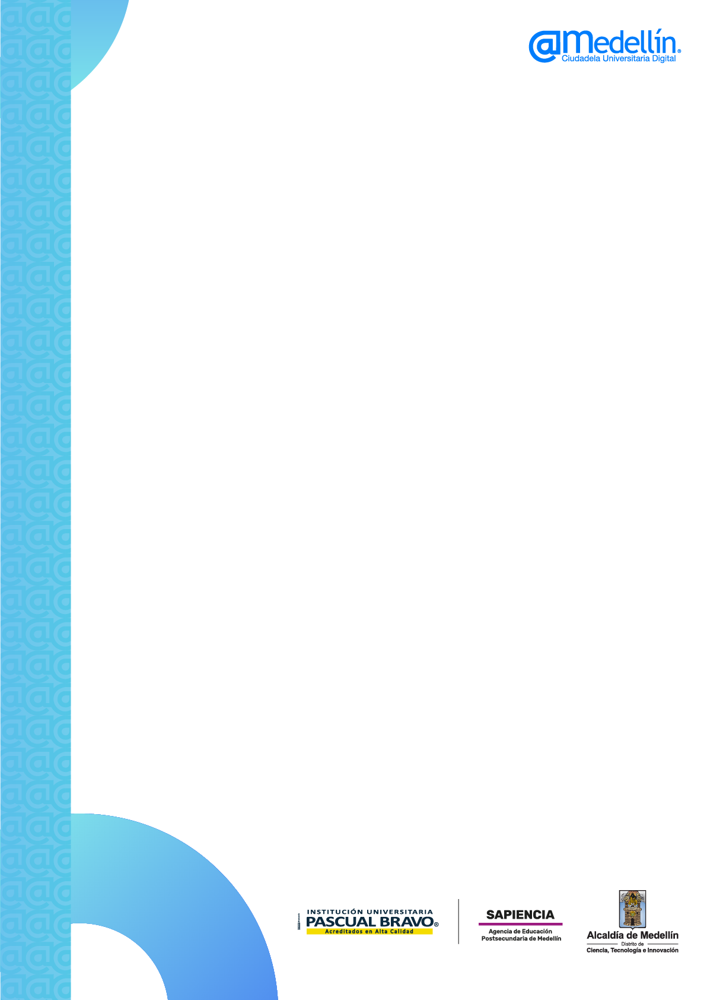 @Medellín®
Ciudadela Universitaria Digital
INSTITUCIÓN UNIVERSITARIA
PASCUAL BRAVO®
Acreditados en Alta Calidad
SAPIENCIA
Agencia de Educación
Postsecundaria de Medellín
Alcaldía de Medellín
Distrito de
Ciencia, Tecnología e Innovación